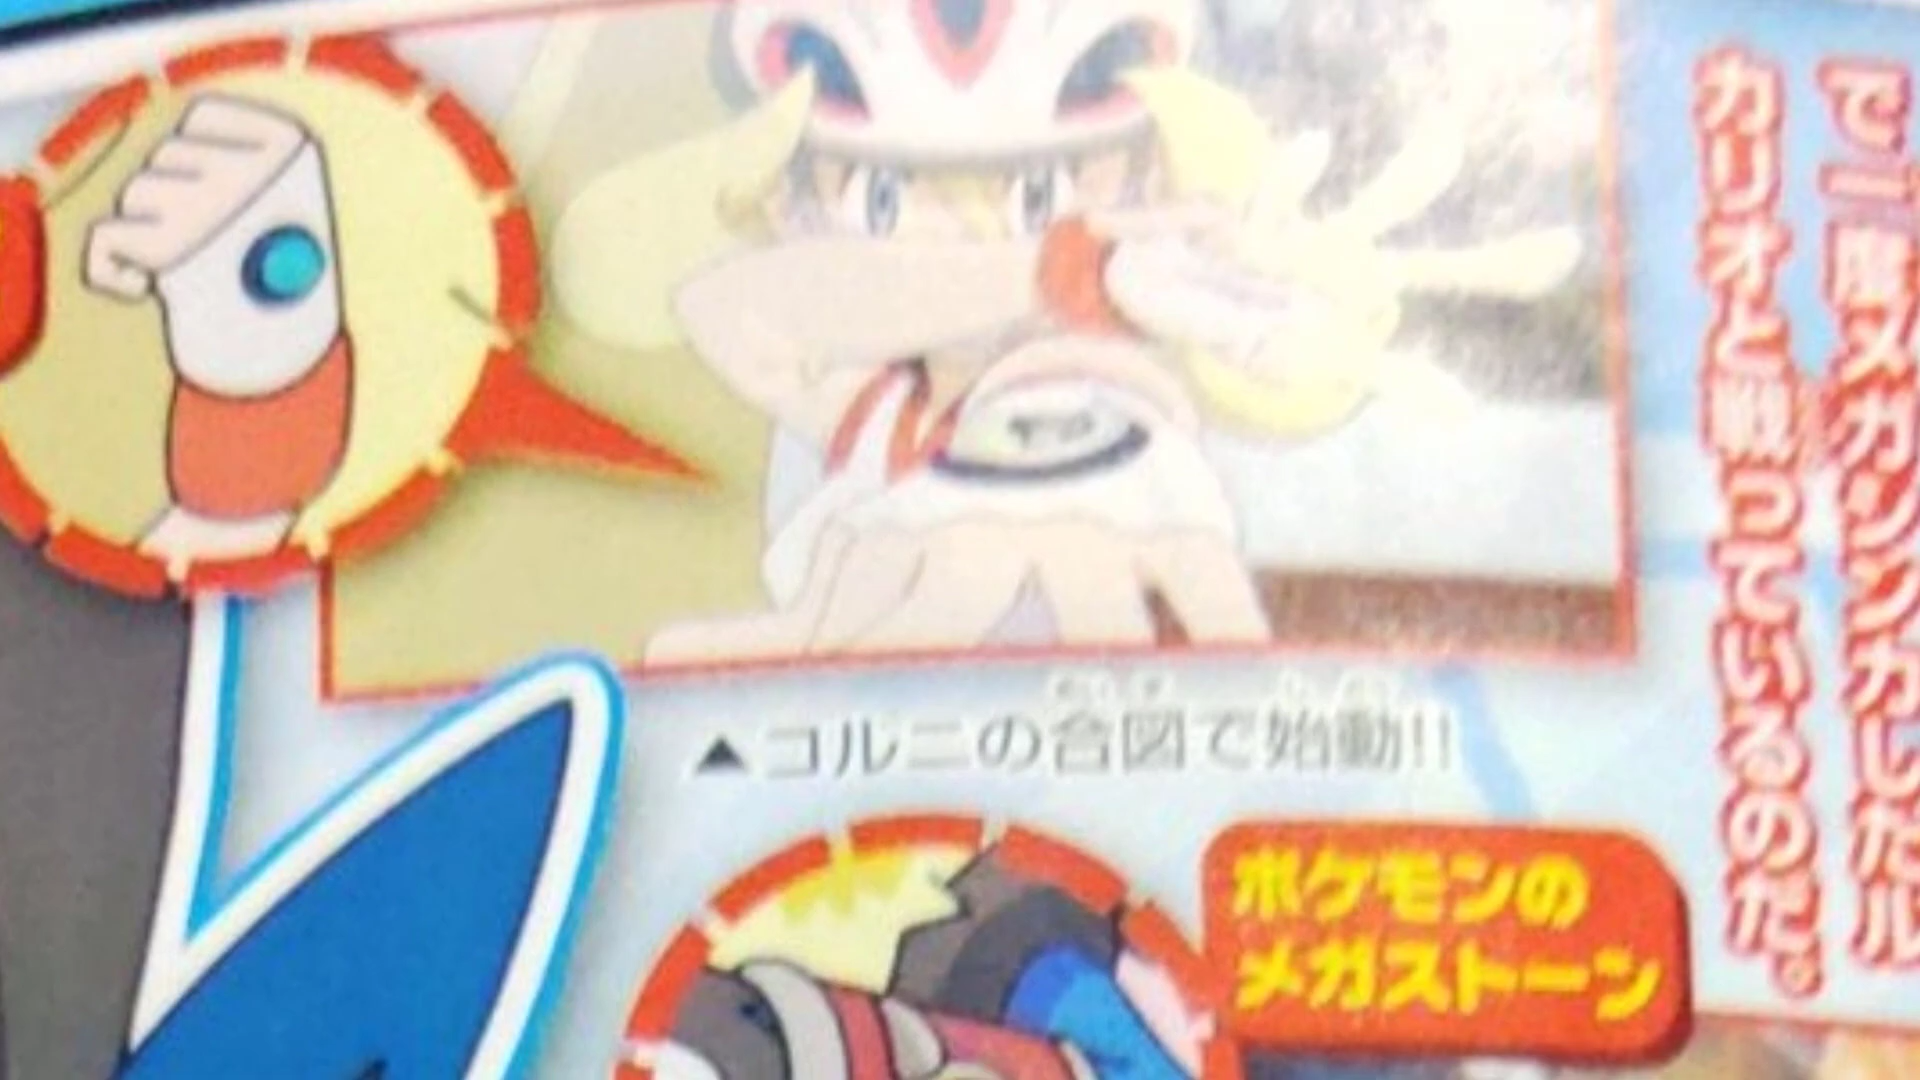 で一度メガシンカしたル
カリオと戦っているのだ。
▲コルニの合図で始動!!
ポケモンの
メガストーン